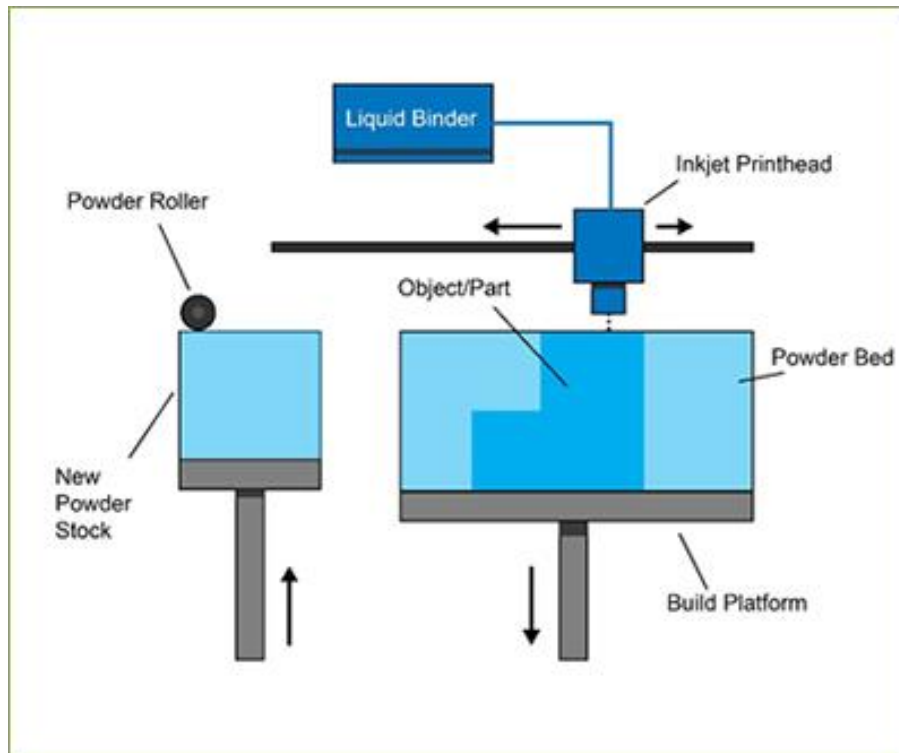 Liquid Binder
Inkjet Printhead
Powder Roller
Object/Part
Powder Bed
New
Powder
Stock
Build Platform